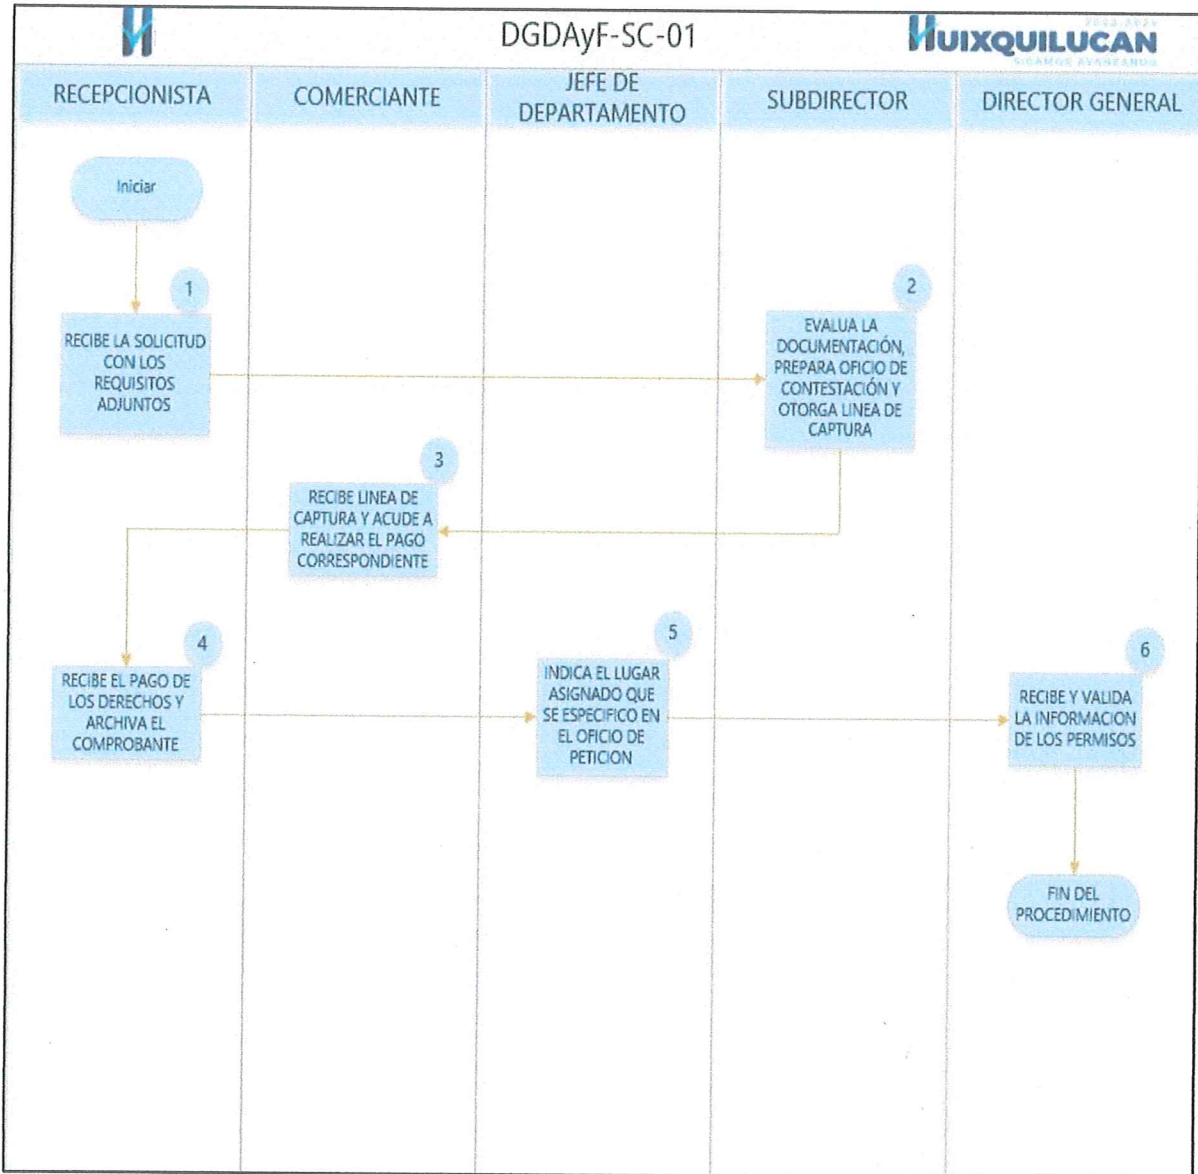 DGDAyF-SC-01
HUIXQUILUCAN
SIGAMOS AVANZANDO
RECEPCIONISTA
COMERCIANTE
JEFE DE
DEPARTAMENTO
SUBDIRECTOR
DIRECTOR GENERAL
Iniciar
1
RECIBE LA SOLICITUD
CON LOS
REQUISITOS
ADJUNTOS
2
EVALUA LA
DOCUMENTACIÓN,
PREPARA OFICIO DE
CONTESTACIÓN Y
OTORGA LINEA DE
CAPTURA
3
RECIBE LINEA DE
CAPTURA Y ACUDE A
REALIZAR EL PAGO
CORRESPONDIENTE
4
RECIBE EL PAGO DE
LOS DERECHOS Y
ARCHIVA EL
COMPROBANTE
5
INDICA EL LUGAR
ASIGNADO QUE
SE ESPECIFICO EN
EL OFICIO DE
PETICION
6
RECIBE Y VALIDA
LA INFORMACION
DE LOS PERMISOS
FIN DEL
PROCEDIMIENTO